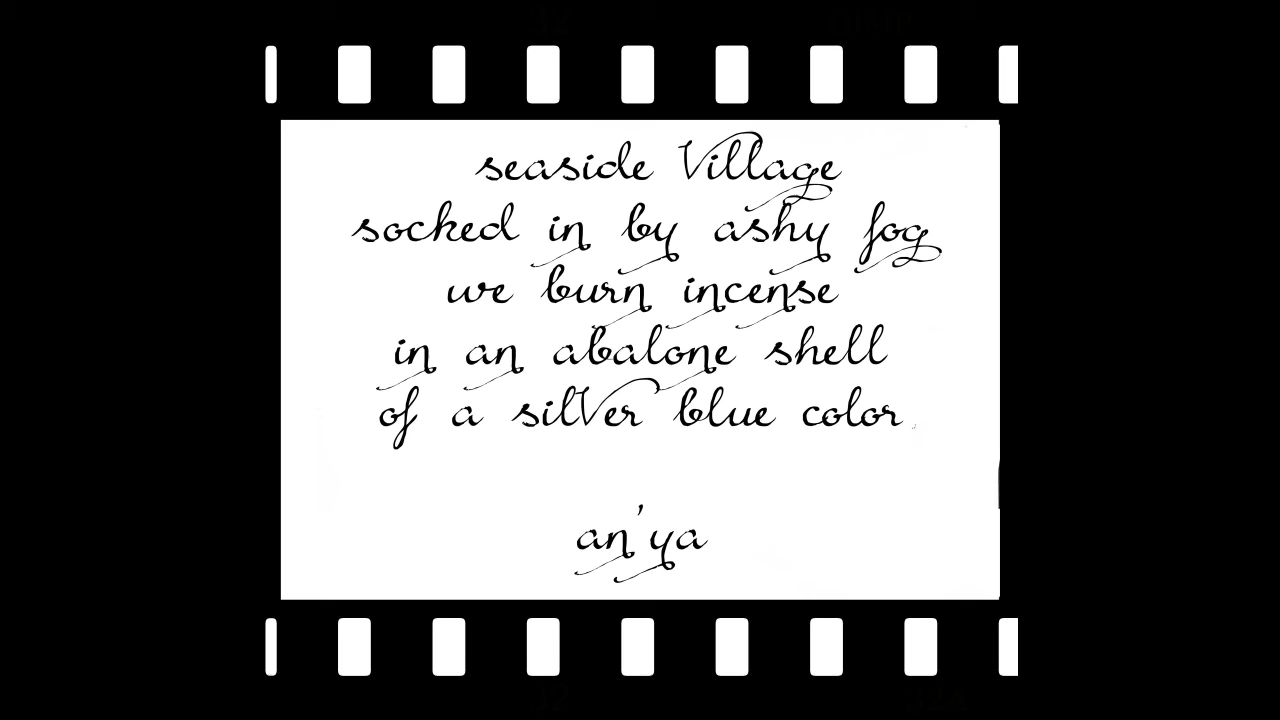 seaside Village
socked in by ashy fog
we burn incense
in an abalone shell
of a silVer blue color
an'ya